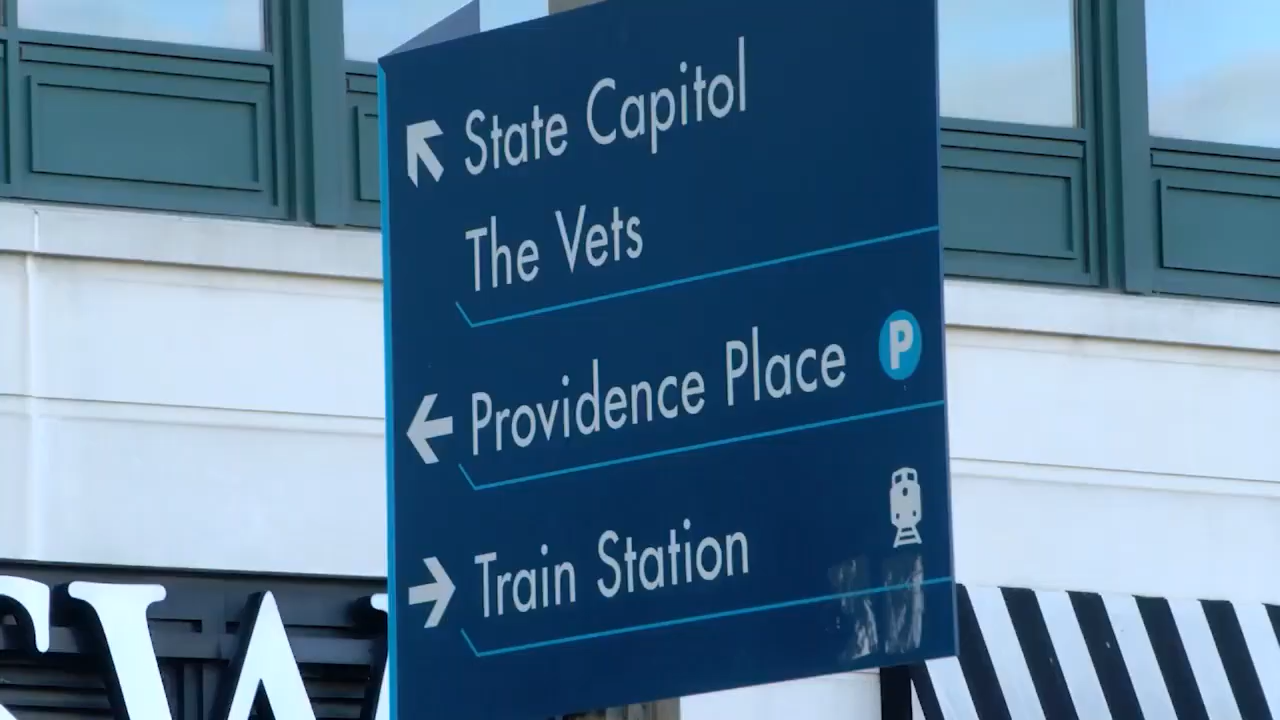 State Capitol
The Vets
Providence Place P
Train Station